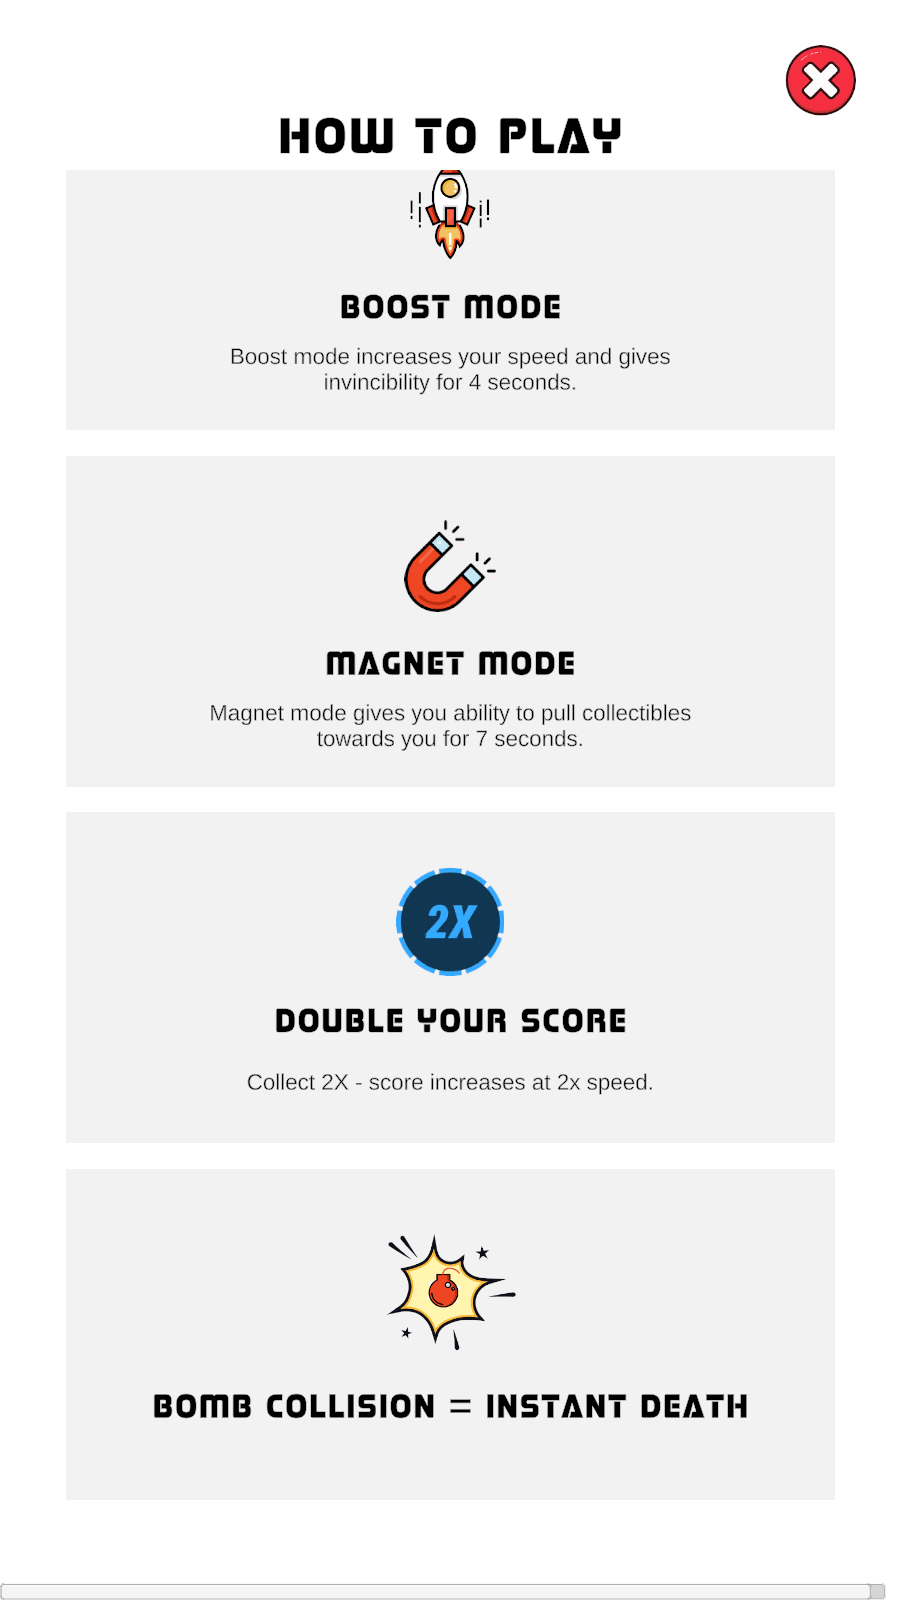 HOW TO PLAY
BOOST MODE
Boost mode increases your speed and gives
invincibility for 4 seconds.
MAGNET MODE
Magnet mode gives you ability to pull collectibles
towards you for 7 seconds.
2X
DOUBLE YOUR SCORE
Collect 2X - score increases at 2x speed.
BOMB COLLISION = INSTANT DEATH